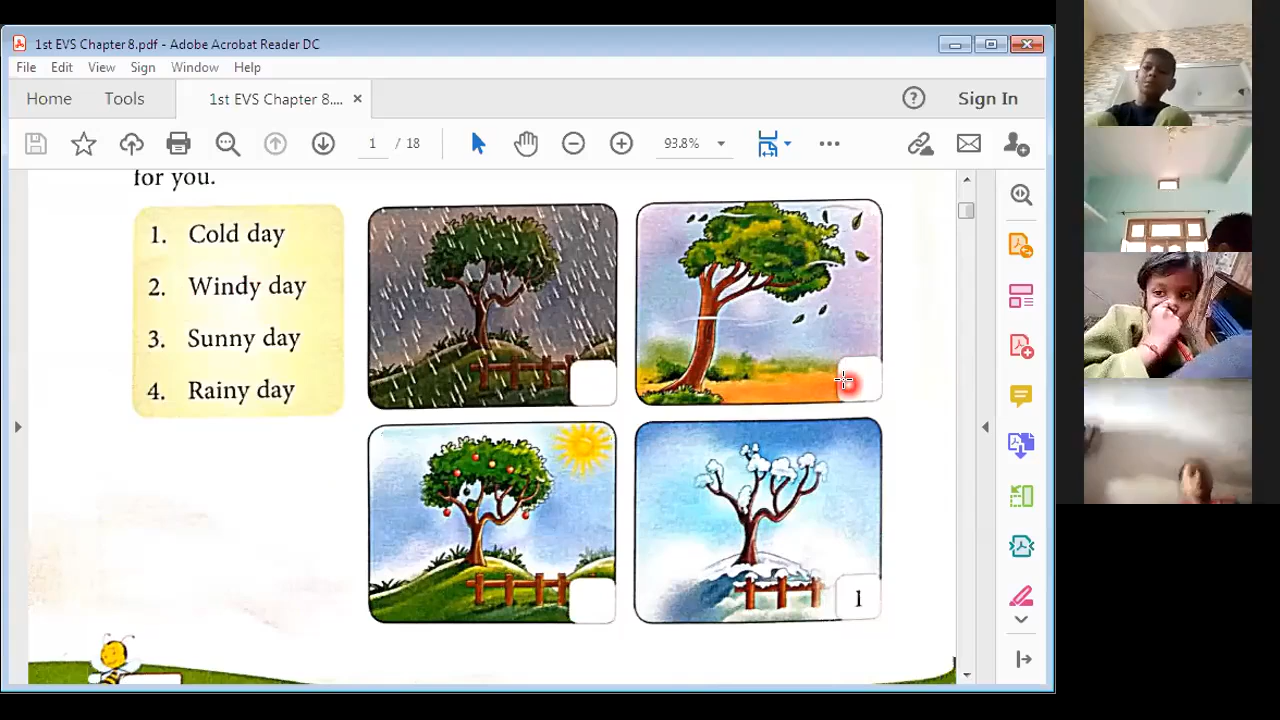 1st EVS Chapter 8.pdf - Adobe Acrobat Reader DC
File Edit View Sign Window Help
Home Tools 1st EVS Chapter 8.... × Sign In
1 / 18 93.8%
for you.
1. Cold day
2. Windy day
3. Sunny day
4. Rainy day
1